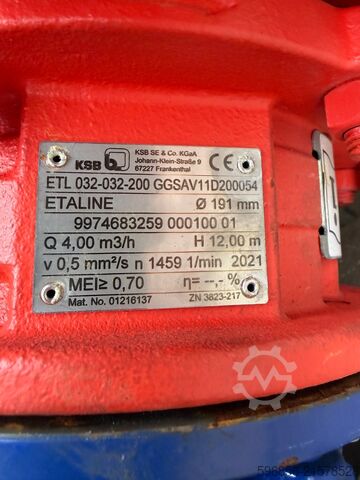 KSB
KSB SE & Co. KGaA
Johann-Klein-Straße 9
67227 Frankenthal
CE
ETL 032-032-200 GGSAV11D200054
ETALINE Ø 191 mm
9974683259 000100 01
Q 4,00 m3/h H 12,00 m
v 0,5 mm²/s n 1459 1/min 2021
MEI≥ 0,70 η= --,- %
Mat. No. 01216137 ZN 3823-217